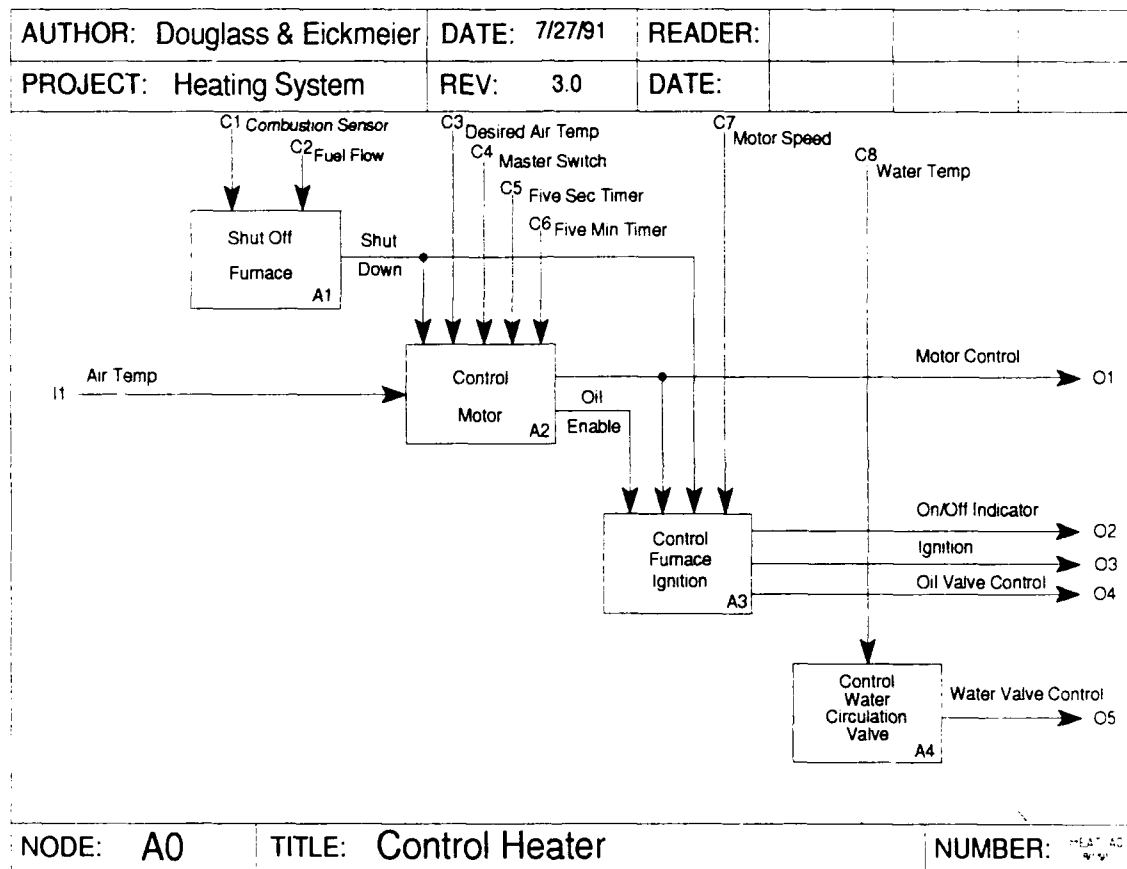 AUTHOR: Douglass & Eickmeier DATE: 7/27/91 READER:
PROJECT: Heating System REV: 3.0 DATE:
C1 Combustion Sensor
C2 Fuel Flow
C3 Desired Air Temp
C4 Master Switch
C5 Five Sec Timer
C6 Five Min Timer
C7 Motor Speed
C8 Water Temp
Shut Off
Furnace
A1
Shut
Down
I1 Air Temp
Control
Motor
A2
Oil
Enable
Motor Control
O1
Control
Furnace
Ignition
A3
On/Off Indicator
O2
Ignition
O3
Oil Valve Control
O4
Control
Water
Circulation
Valve
A4
Water Valve Control
O5
NODE: A0 TITLE: Control Heater NUMBER: